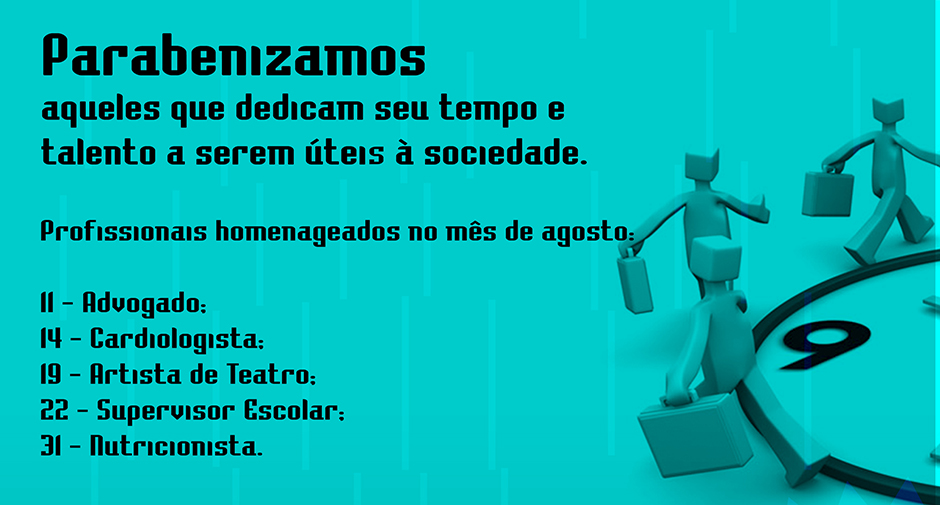 Parabenizamos
aqueles que dedicam seu tempo e
talento a serem úteis à sociedade.
Profissionais homenageados no mês de agosto:
11 - Advogado;
14 - Cardiologista;
19 - Artista de Teatro;
22 - Supervisor Escolar;
31 - Nutricionista.
9